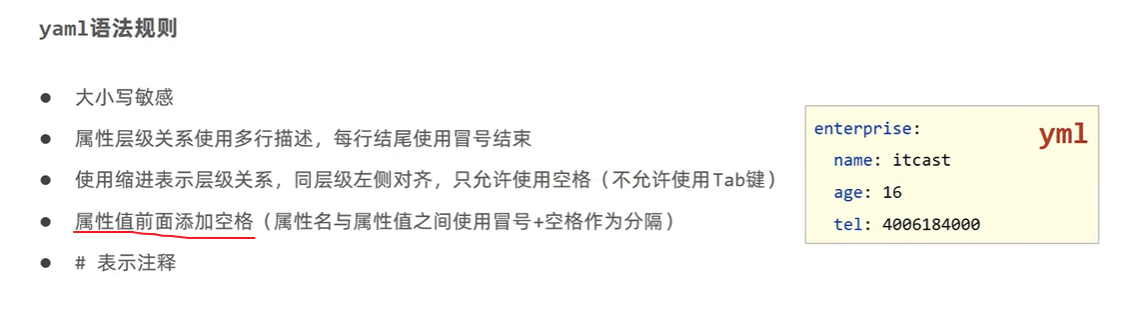 yaml语法规则
● 大小写敏感
● 属性层级关系使用多行描述，每行结尾使用冒号结束
● 使用缩进表示层级关系，同层级左侧对齐，只允许使用空格（不允许使用Tab键）
● 属性值前面添加空格（属性名与属性值之间使用冒号+空格作为分隔）
● # 表示注释
yml
enterprise:
  name: itcast
  age: 16
  tel: 4006184000